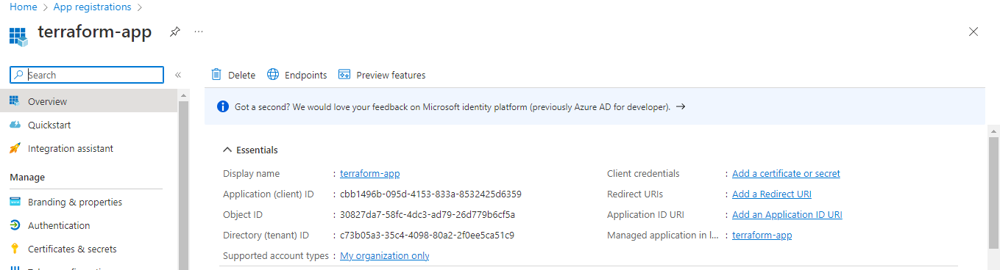 Home > App registrations >
terraform-app
Search
«
Delete
Endpoints
Preview features
Overview
Quickstart
Integration assistant
Manage
Branding & properties
Authentication
Certificates & secrets
Got a second? We would love your feedback on Microsoft identity platform (previously Azure AD for developer). →
Essentials
Display name : terraform-app
Application (client) ID : cbb1496b-095d-4153-833a-8532425d6359
Object ID : 30827da7-58fc-4dc3-ad79-26d779b6cf5a
Directory (tenant) ID : c73b05a3-35c4-4098-80a2-2f0ee5ca51c9
Supported account types : My organization only
Client credentials : Add a certificate or secret
Redirect URIs : Add a Redirect URI
Application ID URI : Add an Application ID URI
Managed application in l... : terraform-app